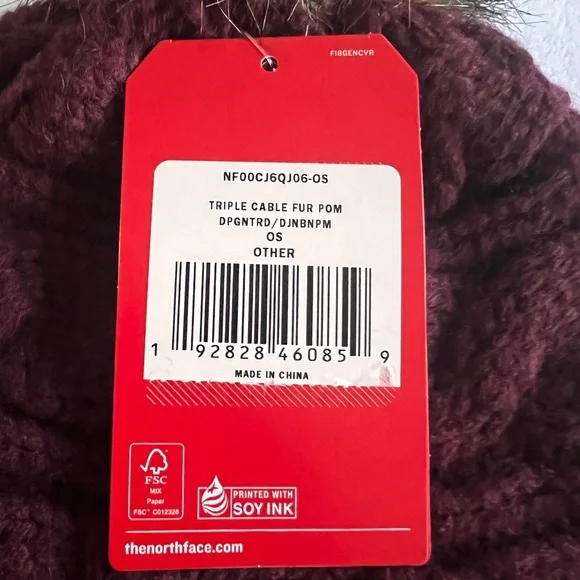 F18GENCVR
NF00CJ6QJ06-OS
TRIPLE CABLE FUR POM
DPGNTRD/DJNBNPM
OS
OTHER
1 92828 46085 9
MADE IN CHINA
FSC
MIX
Paper
FSC™ C012328
PRINTED WITH
SOY INK
thenorthface.com